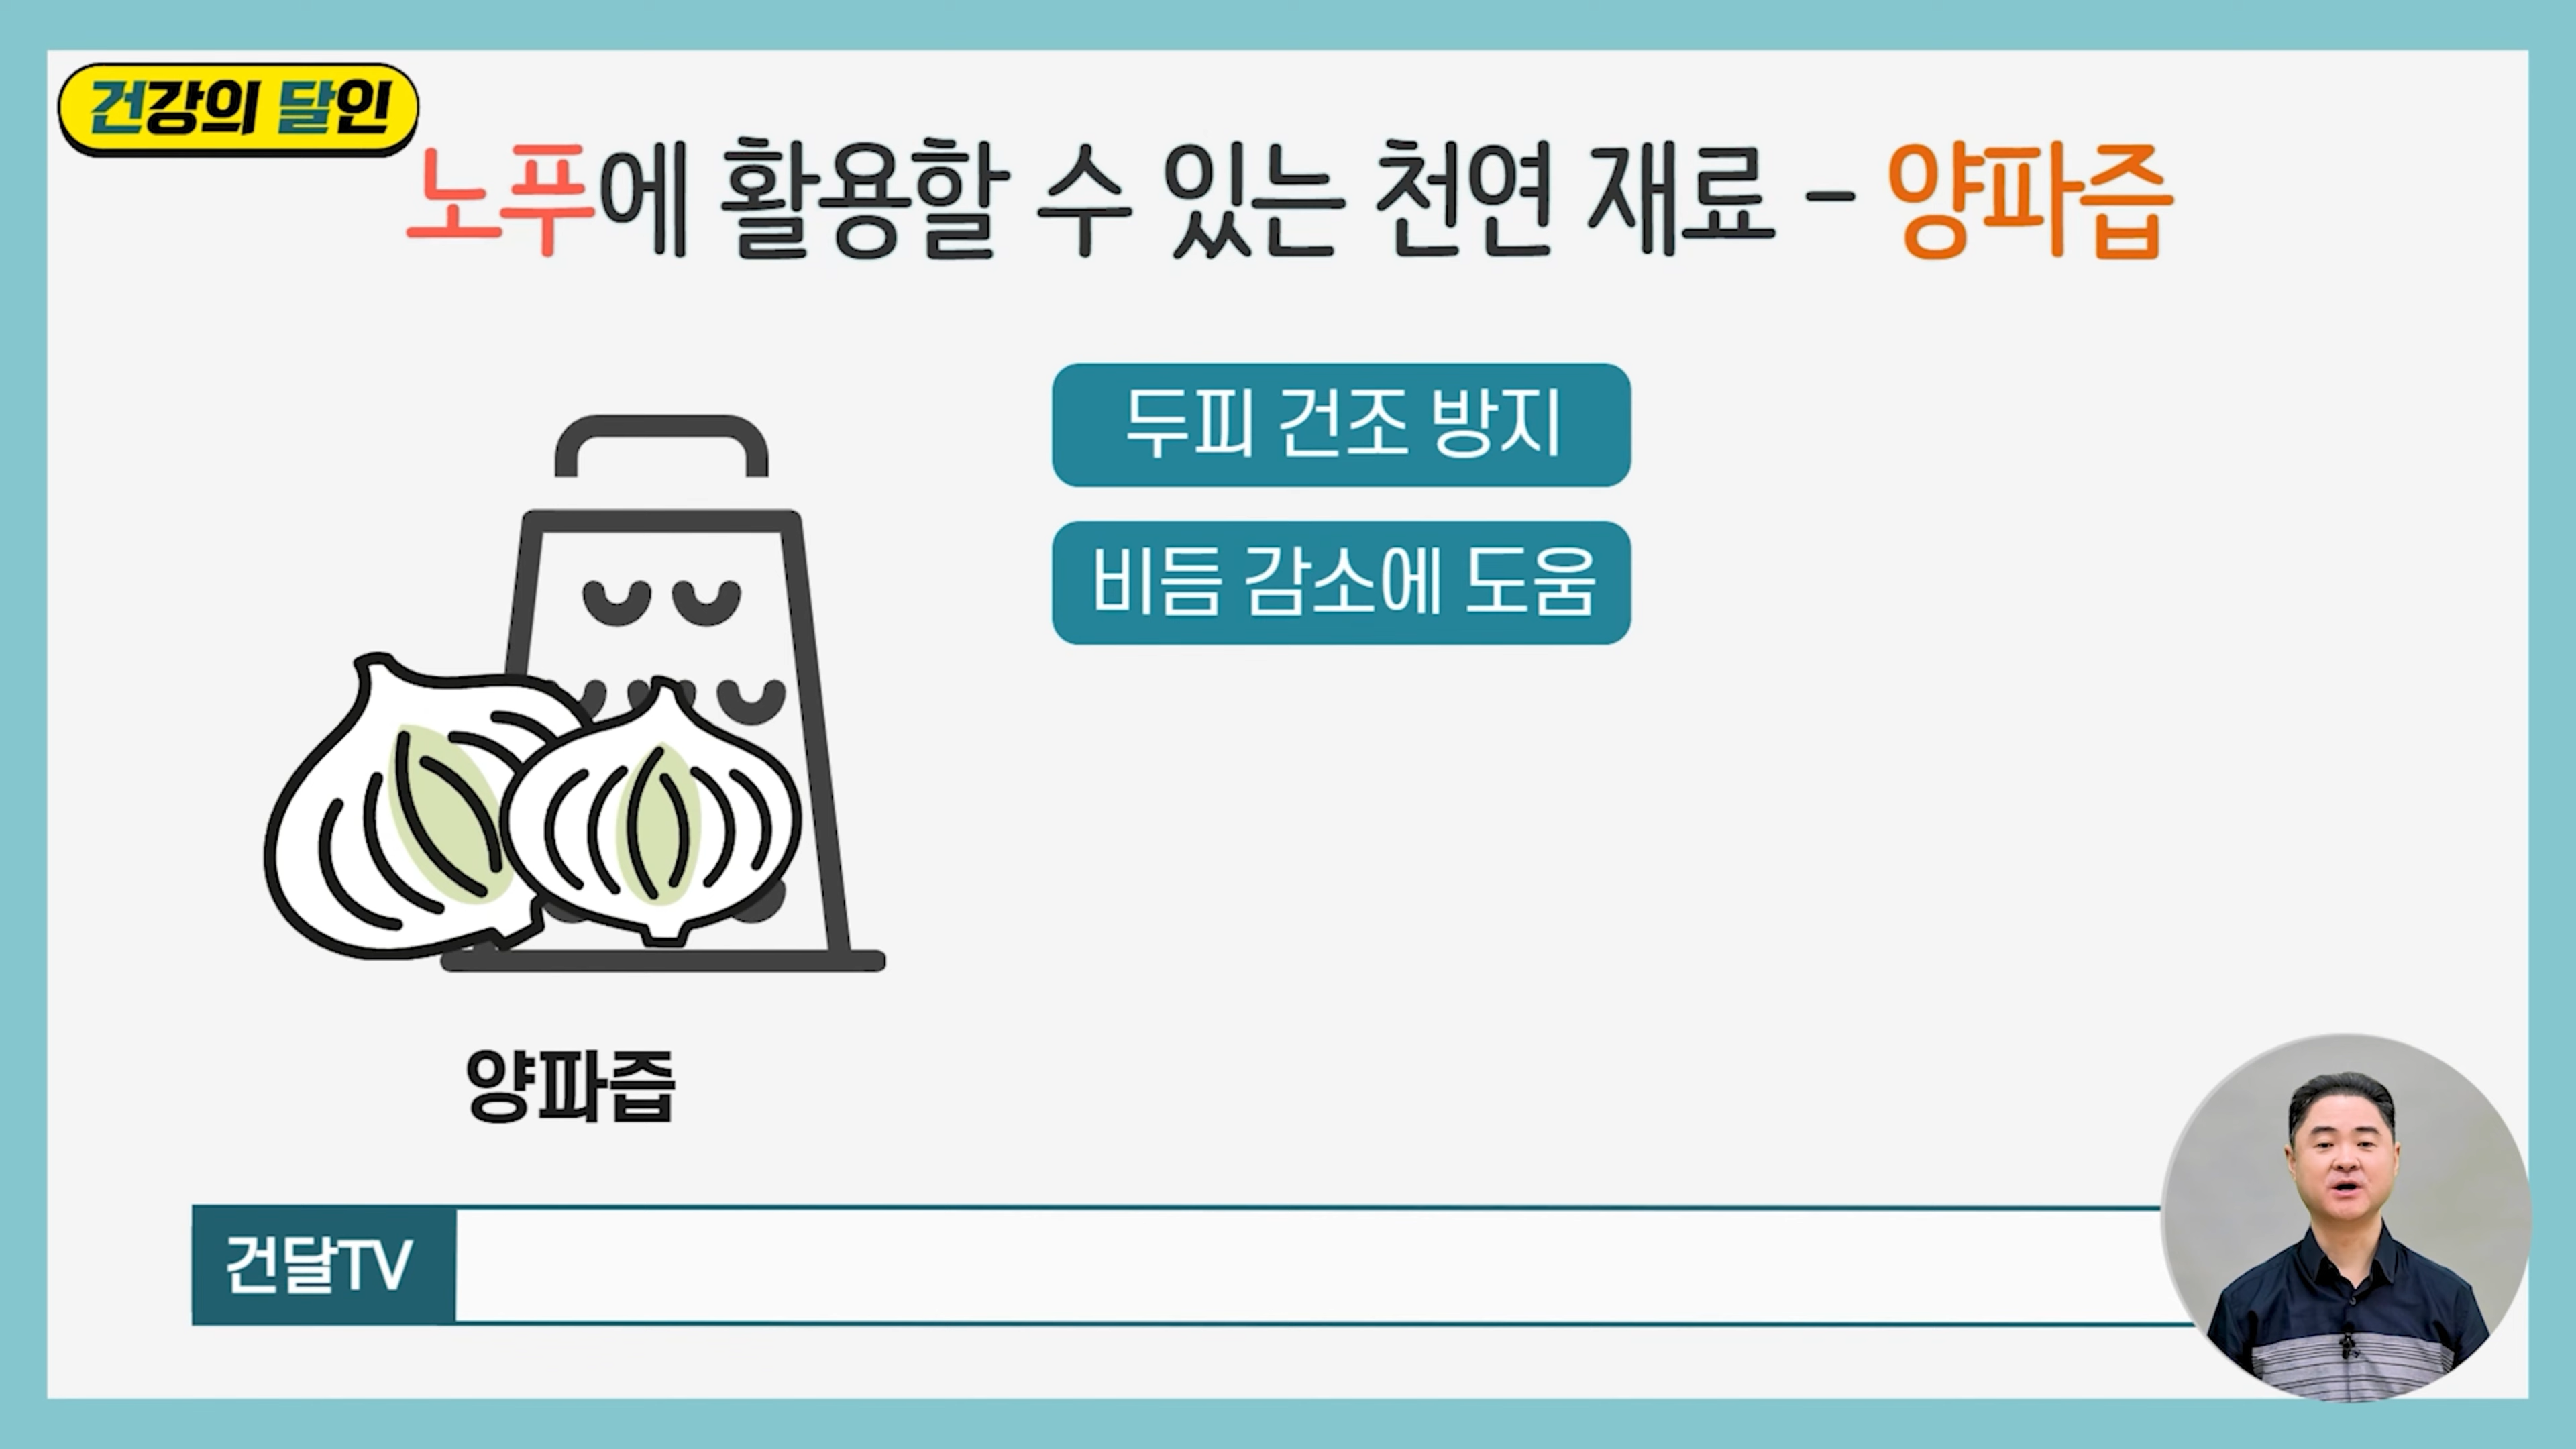 건강의 달인
노푸에 활용할 수 있는 천연 재료 - 양파즙
두피 건조 방지
비듬 감소에 도움
양파즙
건달TV